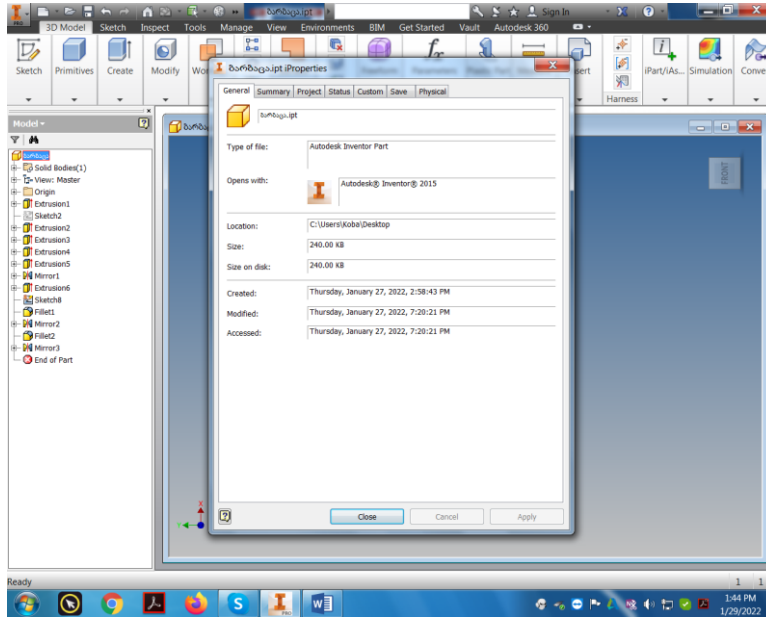 ბარბაცა.ipt
Sign In
3D Model Sketch Inspect Tools Manage View Environments BIM Get Started Vault Autodesk 360
Sketch Primitives Create Modify
Harness iPart/iAs... Simulation Conve
ბარბაცა.ipt iProperties
General Summary Project Status Custom Save Physical
ბარბაცა.ipt
Type of file: Autodesk Inventor Part
Opens with: Autodesk® Inventor® 2015
Location: C:\Users\Koba\Desktop
Size: 240.00 KB
Size on disk: 240.00 KB
Created: Thursday, January 27, 2022, 2:58:43 PM
Modified: Thursday, January 27, 2022, 7:20:21 PM
Accessed: Thursday, January 27, 2022, 7:20:21 PM
Close Cancel Apply
Model
ბარბაცა
Solid Bodies(1)
View: Master
Origin
Extrusion1
Sketch2
Extrusion2
Extrusion3
Extrusion4
Extrusion5
Mirror1
Extrusion6
Sketch8
Fillet1
Mirror2
Fillet2
Mirror3
End of Part
FRONT
Ready
1 1
1:44 PM
1/29/2022